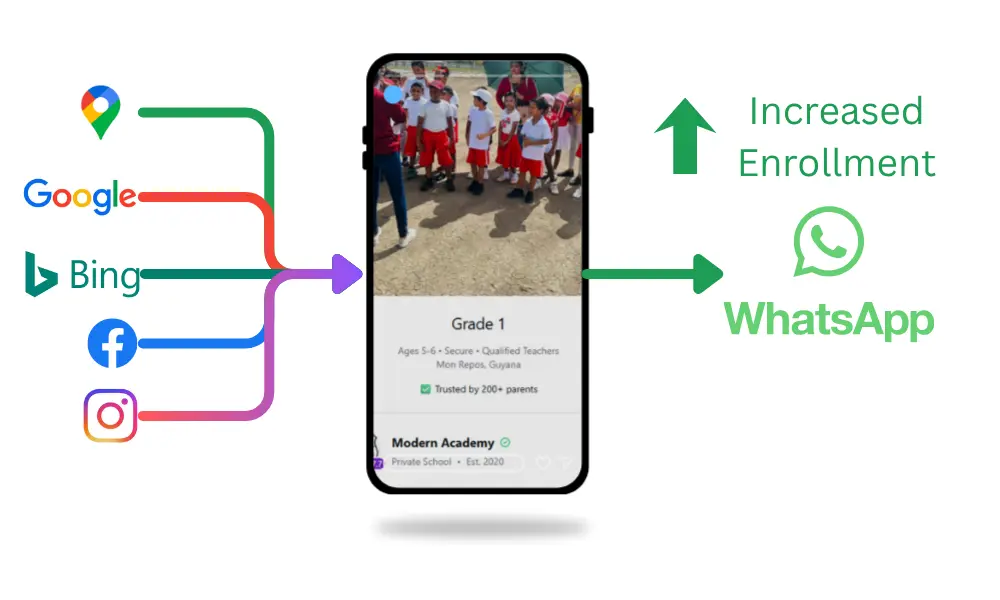 Google
Bing
Grade 1
Ages 5-6 • Secure • Qualified Teachers
Mon Repos, Guyana
Trusted by 200+ parents
Modern Academy
Private School • Est. 2020
Increased
Enrollment
WhatsApp